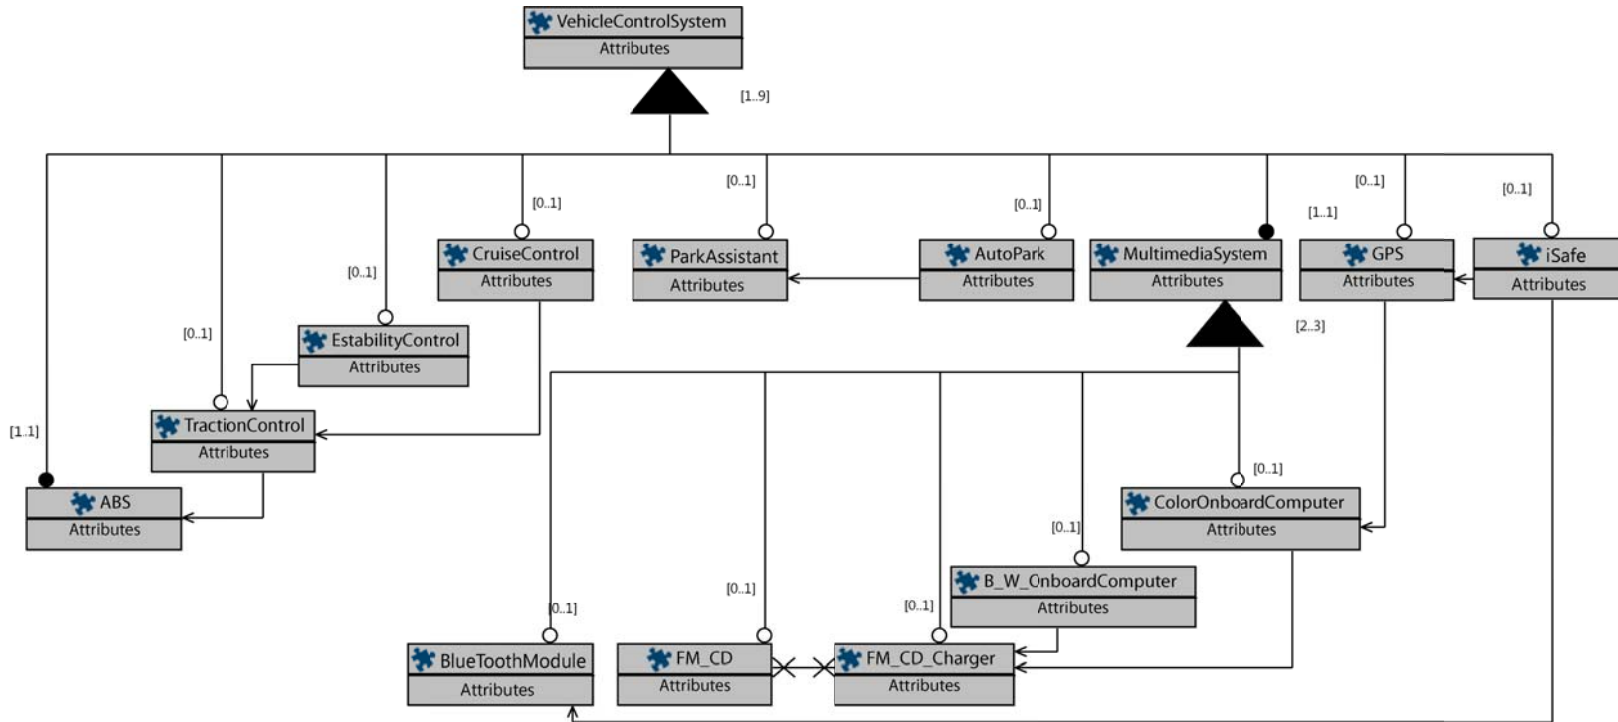 VehicleControlSystem
Attributes
[1..9]
[0..1]
[0..1]
[0..1]
[0..1]
[0..1]
[1..1]
[0..1]
CruiseControl
Attributes
ParkAssistant
Attributes
AutoPark
Attributes
MultimediaSystem
Attributes
GPS
Attributes
iSafe
Attributes
[0..1]
[0..1]
[2..3]
EstabilityControl
Attributes
TractionControl
Attributes
[1..1]
ABS
Attributes
[0..1]
ColorOnboardComputer
Attributes
[0..1]
B_W_OnboardComputer
Attributes
[0..1]
[0..1]
[0..1]
BlueToothModule
Attributes
FM_CD
Attributes
FM_CD_Charger
Attributes